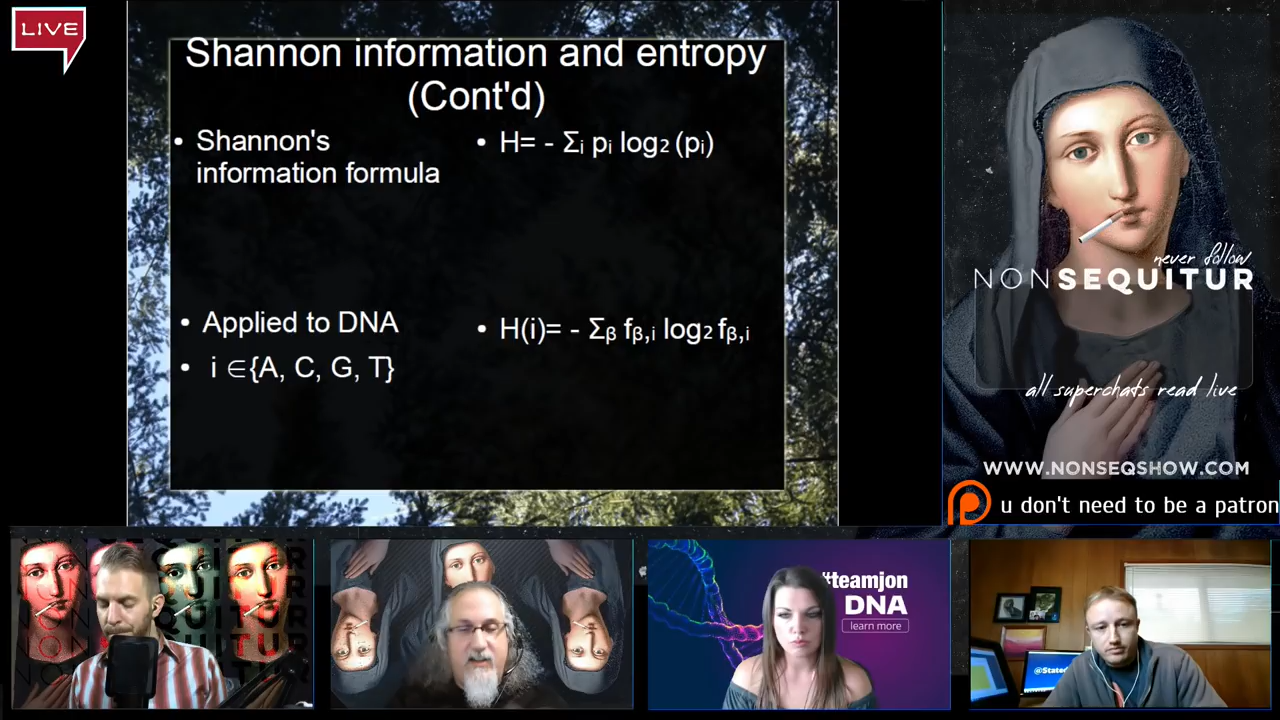 LIVE
Shannon information and entropy
(Cont'd)
• Shannon's
information formula
• H= - Σᵢ pᵢ log₂ (pᵢ)
• Applied to DNA
• i ∈{A, C, G, T}
• H(i)= - Σᵦ fᵦ,ᵢ log₂ fᵦ,ᵢ
never follow
NONSEQUITUR
all superchats read live
WWW.NONSEQSHOW.COM
u don't need to be a patron
#teamjon
DNA
learn more